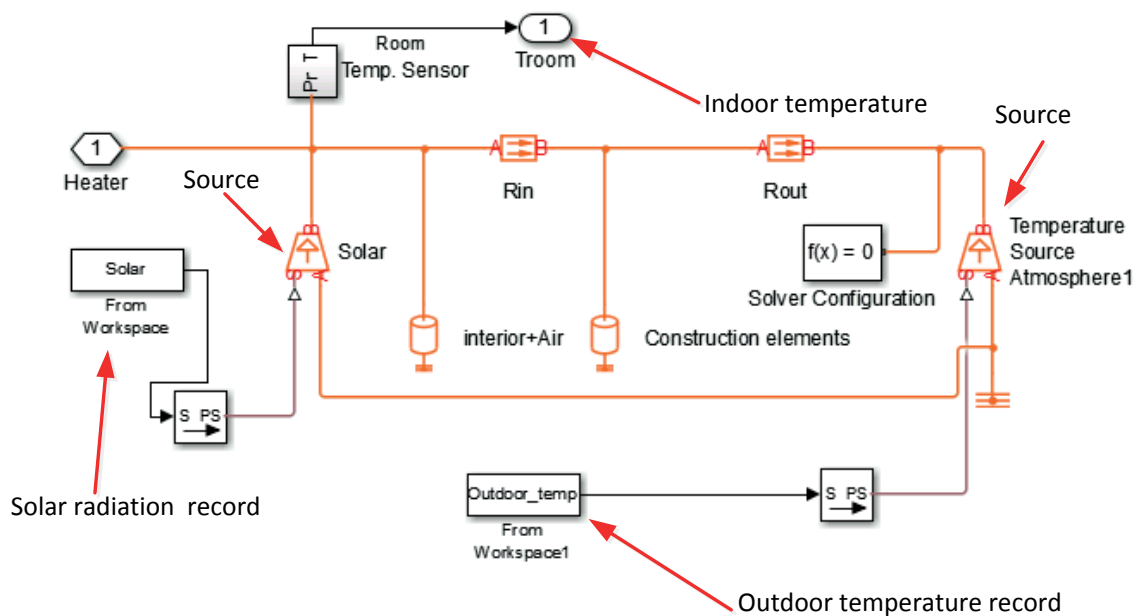 1
Troom
Room
Temp. Sensor
Pr T
Indoor temperature
Source
1
Heater
A
B
Rin
A
B
Rout
Source
B
Solar
S
A
Solar
From
Workspace
f(x) = 0
Solver Configuration
B
Temperature
Source
Atmosphere1
S
A
interior+Air
Construction elements
S PS
Solar radiation record
Outdoor_temp
From
Workspace1
S PS
Outdoor temperature record